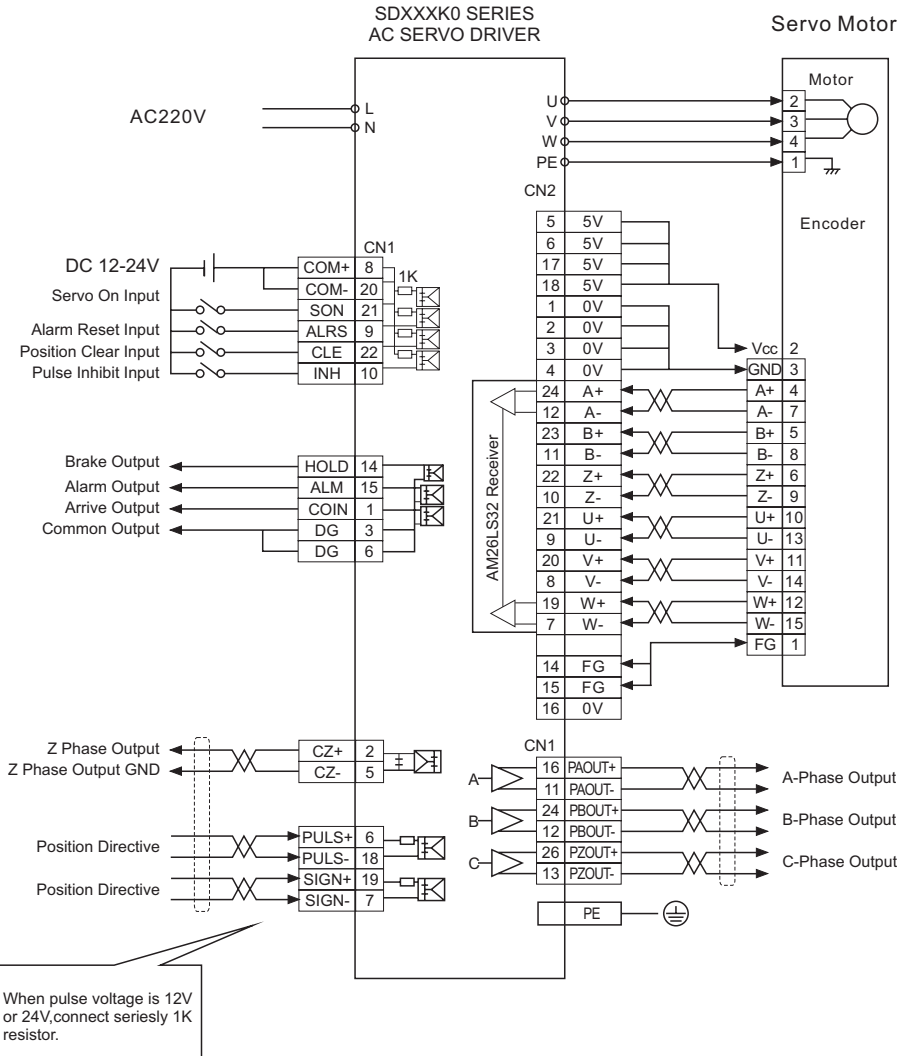 SDXXXK0 SERIES
AC SERVO DRIVER
Servo Motor
AC220V
L
N
U
V
W
PE
Motor
2
3
4
1
CN2
Encoder
5 5V
6 5V
17 5V
18 5V
1 0V
2 0V
3 0V
4 0V
24 A+
12 A-
23 B+
11 B-
22 Z+
10 Z-
21 U+
9 U-
20 V+
8 V-
19 W+
7 W-
14 FG
15 FG
16 0V
AM26LS32 Receiver
Vcc 2
GND 3
A+ 4
A- 7
B+ 5
B- 8
Z+ 6
Z- 9
U+ 10
U- 13
V+ 11
V- 14
W+ 12
W- 15
FG 1
CN1
1K
DC 12-24V
COM+ 8
COM- 20
Servo On Input
SON 21
Alarm Reset Input
ALRS 9
Position Clear Input
CLE 22
Pulse Inhibit Input
INH 10
Brake Output
HOLD 14
Alarm Output
ALM 15
Arrive Output
COIN 1
Common Output
DG 3
DG 6
Z Phase Output
CZ+ 2
Z Phase Output GND
CZ- 5
Position Directive
PULS+ 6
PULS- 18
Position Directive
SIGN+ 19
SIGN- 7
CN1
A
16 PAOUT+
11 PAOUT-
A-Phase Output
B
24 PBOUT+
12 PBOUT-
B-Phase Output
C
26 PZOUT+
13 PZOUT-
C-Phase Output
PE
When pulse voltage is 12V
or 24V,connect seriesly 1K
resistor.